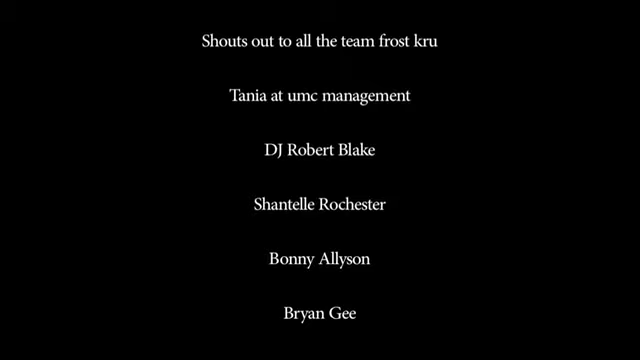 Shouts out to all the team frost kru
Tania at umc management
DJ Robert Blake
Shantelle Rochester
Bonny Allyson
Bryan Gee